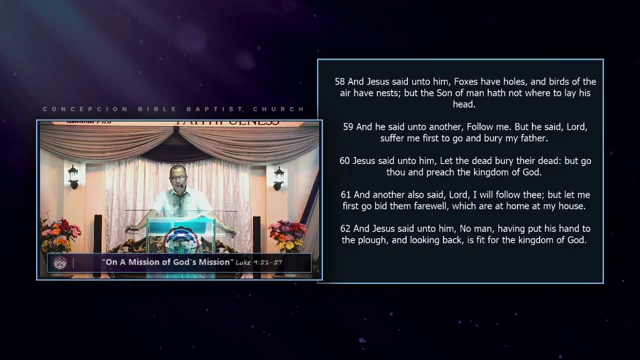 CONCEPCION BIBLE BAPTIST, CHURCH
FAITHFULNESS
"On A Mission of God's Mission" Luke 9:51-57
58 And Jesus said unto him, Foxes have holes, and birds of the
air have nests; but the Son of man hath not where to lay his
head.
59 And he said unto another, Follow me. But he said, Lord,
suffer me first to go and bury my father.
60 Jesus said unto him, Let the dead bury their dead: but go
thou and preach the kingdom of God.
61 And another also said, Lord, I will follow thee; but let me
first go bid them farewell, which are at home at my house.
62 And Jesus said unto him, No man, having put his hand to
the plough, and looking back, is fit for the kingdom of God.